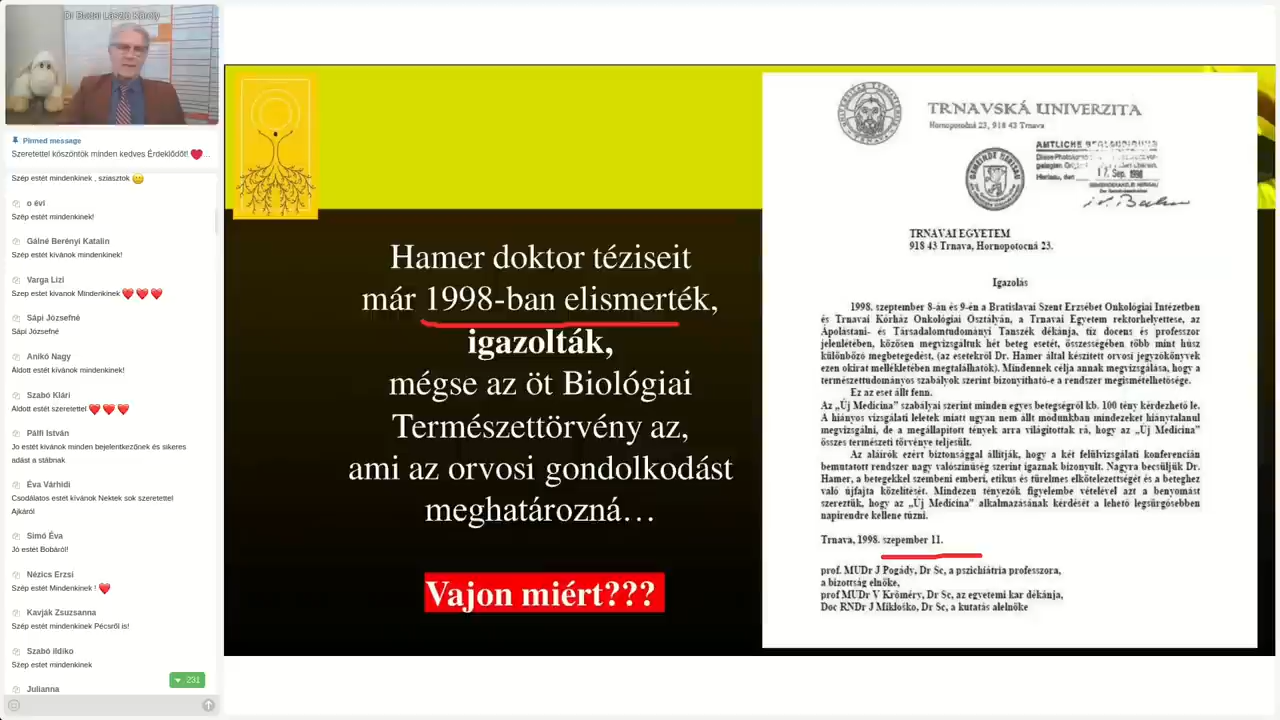 Dr Bodai László Károly
Pinned message
Szeretettel köszöntök minden kedves Érdeklődőt! ❤️...
Szép estét mindenkinek , sziasztok 🙂
o évi
Szép estét mindenkinek!
Gálné Berényi Katalin
Szép estét kívánok mindenkinek!
Varga Lizi
Szep estét kívanok Mindenkinek ❤️ ❤️ ❤️
Sápi Józsefné
Sápi Józsefné
Anikó Nagy
Áldott estét kívánok mindenkinek!
Szabó Klári
Áldott estét szeretettel ❤️ ❤️ ❤️
Pálfi István
Jo estét kívánok minden bejelentkezőnek és sikeres
adást a stábnak
Éva Várhidi
Csodálatos estét kívánok Nektek sok szeretettel
Ajkáról
Simó Éva
Jó estét Bobáról!
Nézics Erzsi
Szép estét Mindenkinek ! ❤️
Kavják Zsuzsanna
Szép estét mindenkinek Pécsről is!
Szabó ildiko
Szép estet mindenkinek
Julianna
231
Hamer doktor téziseit
már 1998-ban elismerték,
igazolták,
mégse az öt Biológiai
Természettörvény az,
ami az orvosi gondolkodást
meghatározná…
Vajon miért???
TRNAVSKÁ UNIVERZITA
Hornopotočná 23, 918 43 Trnava
17. Sep. 1998
TRNAVAI EGYETEM
918 43 Trnava, Hornopotocná 23.
Igazolás
1998. szeptember 8-án és 9-én a Bratislavai Szent Erzsébet Onkológiai Intézetben
és Trnavai Kórház Onkológiai Osztályán, a Trnavai Egyetem rektorhelyettese, az
Ápolástani- és Társadalomtudományi Tanszék dékánja, tíz docens és professzor
jelenlétében, közösen megvizsgáltuk hét beteg esetét, összességében több mint húsz
különböző megbetegedést, (az esetekről Dr. Hamer által készített orvosi jegyzőkönyvek
ezen okirat mellékletében megtalálhatók). Mindennek célja annak megvizsgálása, hogy a
természettudományos szabályok szerint bizonyítható-e a rendszer megismételhetősége.
Ez az eset állt fenn.
Az „Új Medicina” szabályai szerint minden egyes betegségről kb. 100 tény kérdezhető le.
A hiányos vizsgálati leletek miatt ugyan nem állt módunkban mindezeket hiánytalanul
megvizsgálni, de a megállapított tények arra világítottak rá, hogy az „Új Medicina”
összes természeti törvénye teljesült.
Az aláírók ezért biztonsággal állítják, hogy a két felülvizsgálati konferencián
bemutatott rendszer nagy valószínűség szerint igaznak bizonyult. Nagyra becsüljük Dr.
Hamer, a betegekkel szembeni emberi, etikus és türelmes elkötelezettségét és a beteghez
való újfajta közelítését. Mindezen tényezők figyelembe vételével azt a benyomást
szereztük, hogy az „Új Medicina” alkalmazásának kérdését a lehető legsürgősebben
napirendre kellene tűzni.
Trnava, 1998. szepember 11.
prof. MUDr J Pogády, Dr Sc, a pszichiátria professzora,
a bizottság elnöke,
prof MUDr V Krčméry, Dr Sc, az egyetemi kar dékánja,
Doc RNDr J Mikloško, Dr Sc, a kutatás alelnöke